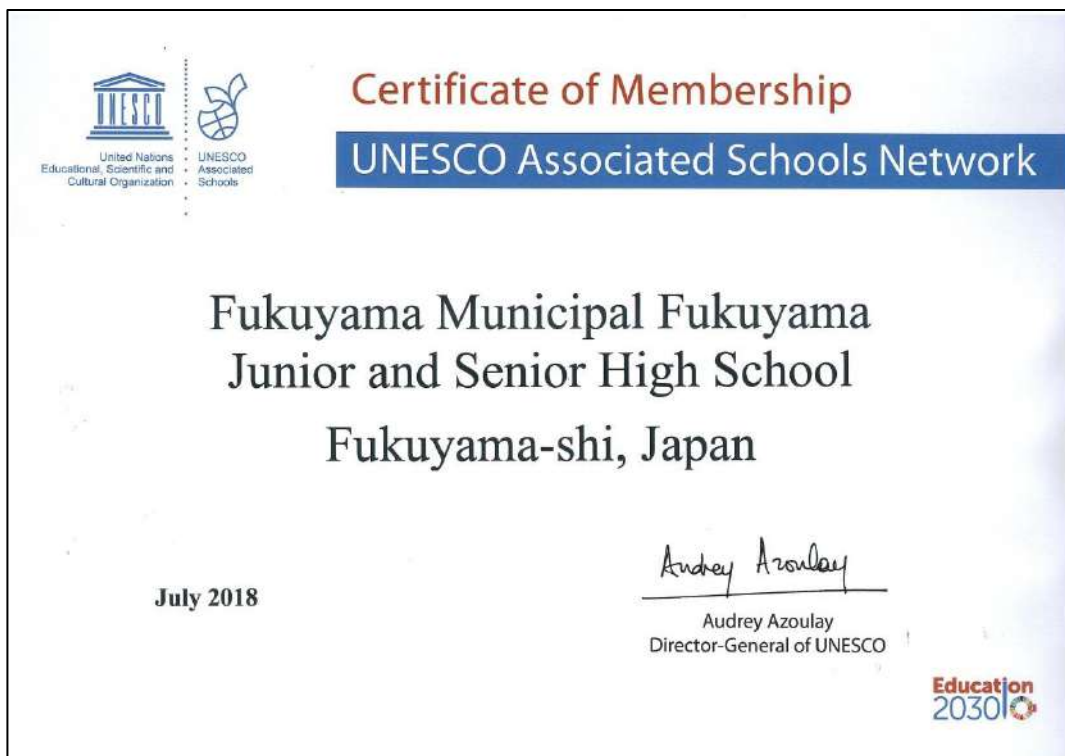 UNESCO
United Nations
Educational, Scientific and
Cultural Organization
UNESCO
Associated
Schools
Certificate of Membership
UNESCO Associated Schools Network
Fukuyama Municipal Fukuyama
Junior and Senior High School
Fukuyama-shi, Japan
July 2018
Audrey Azoulay
Audrey Azoulay
Director-General of UNESCO
Education
2030